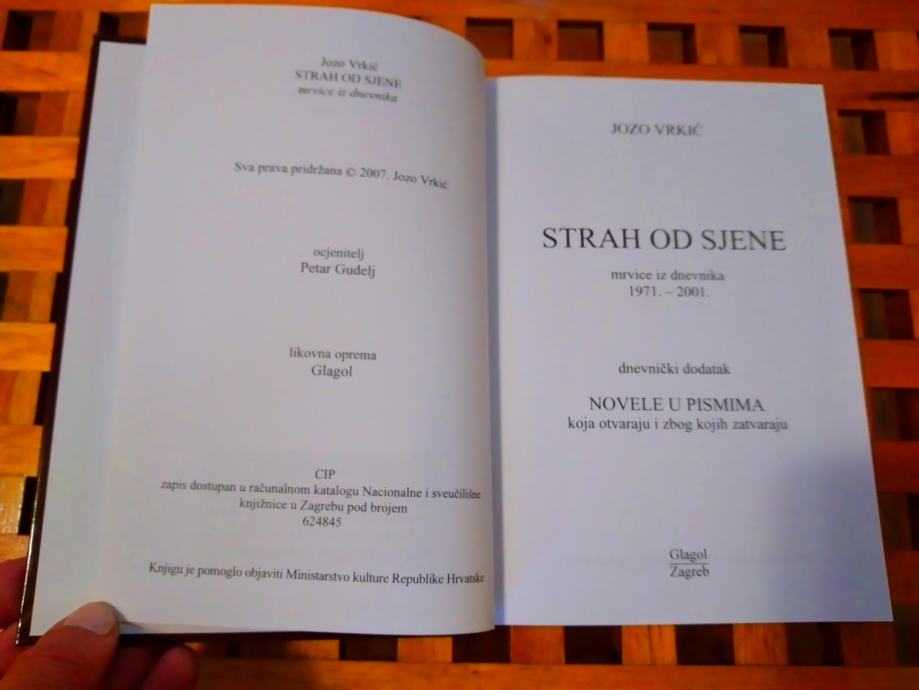 Jozo Vrkić
STRAH OD SJENE
mrvice iz dnevnika
Sva prava pridržana © 2007. Jozo Vrkić
ocjenitelj
Petar Gudelj
likovna oprema
Glagol
CIP
zapis dostupan u računalnom katalogu Nacionalne i sveučilišne
knjižnice u Zagrebu pod brojem
624845
Knjigu je pomoglo objaviti Ministarstvo kulture Republike Hrvatske
JOZO VRKIĆ
STRAH OD SJENE
mrvice iz dnevnika
1971. – 2001.
dnevnički dodatak
NOVELE U PISMIMA
koja otvaraju i zbog kojih zatvaraju
Glagol
Zagreb